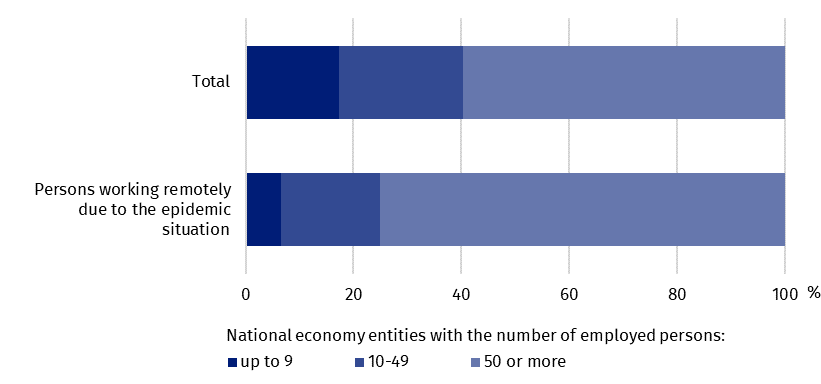 Total
Persons working remotely
due to the epidemic
situation
0 20 40 60 80 100 %
National economy entities with the number of employed persons:
up to 9 10-49 50 or more